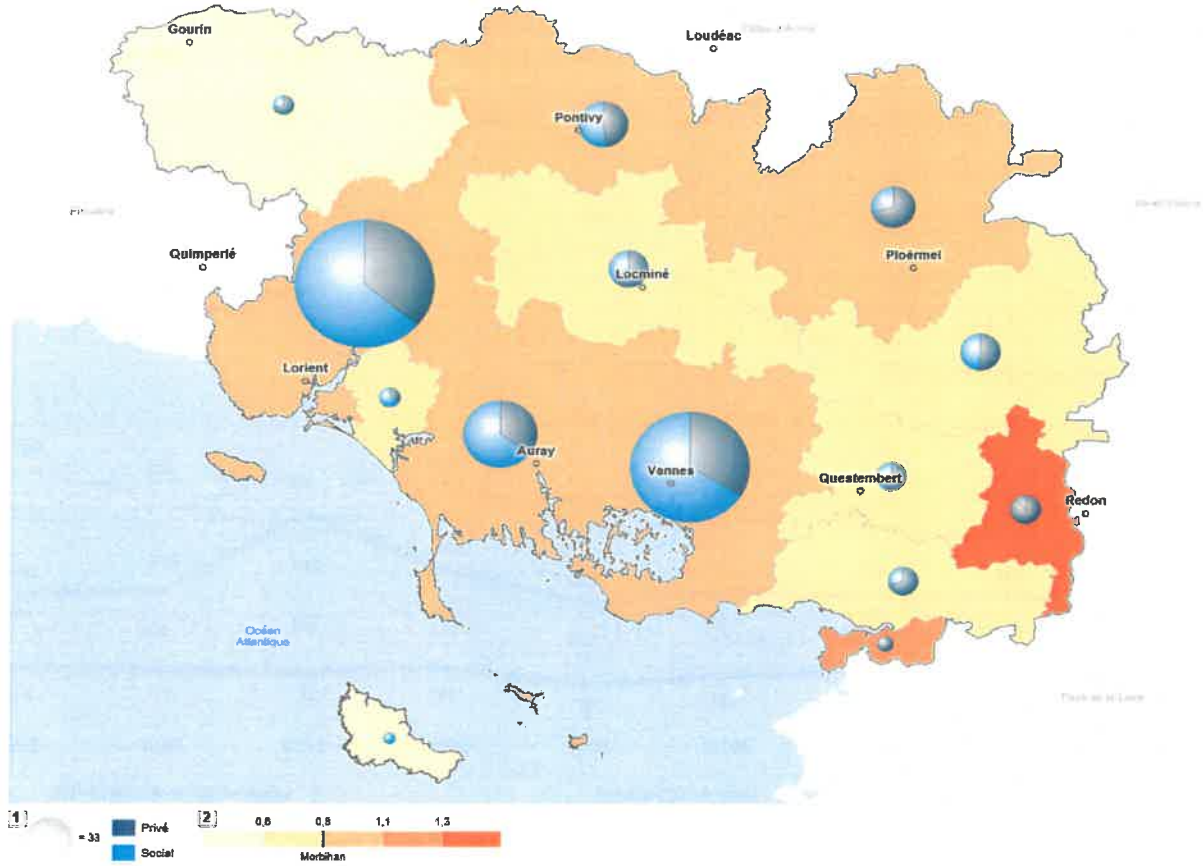 Gourin
Loudéac
Pontivy
Quimperlé
Ploërmel
Locminé
Lorient
Auray
Vannes
Questembert
Redon
Océan
Atlantique
[1]
= 33
Privé
Social
[2]
0,6
0,8
1,1
1,3
Morbihan